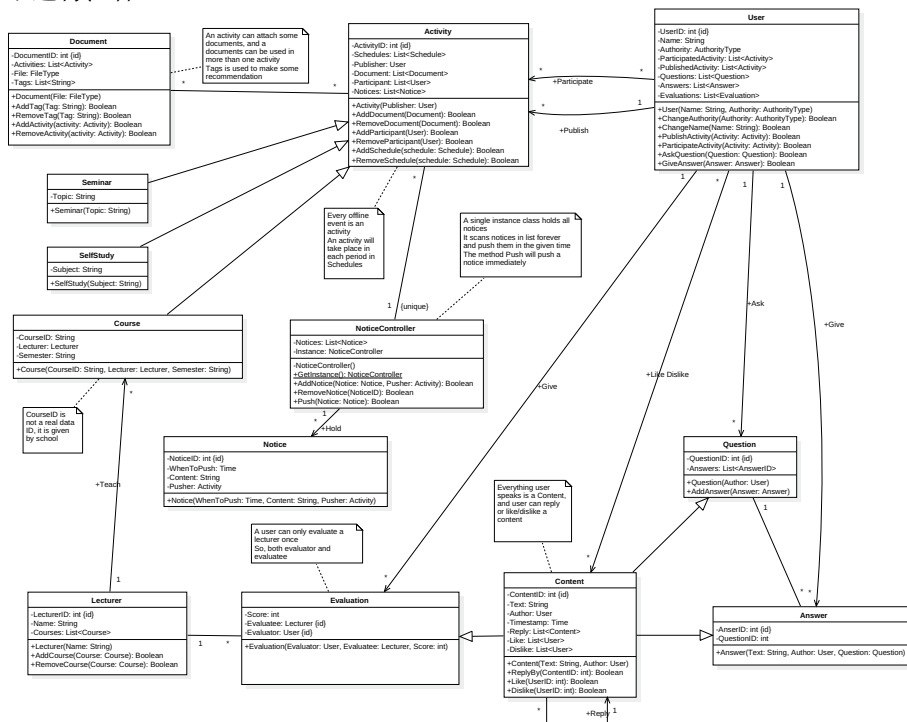 Document
-DocumentID: int {id}
-Activities: List<Activity>
-File: FileType
-Tags: List<String>
+Document(File: FileType)
+AddTag(Tag: String): Boolean
+RemoveTag(Tag: String): Boolean
+AddActivity(activity: Activity): Boolean
+RemoveActivity(activity: Activity): Boolean
An activity can attach some
documents, and a
documents can be used in
more than one activity
Tags is used to make some
recommendation
*
*
Activity
-ActivityID: int {id}
-Schedules: List<Schedule>
-Publisher: User
-Document: List<Document>
-Participant: List<User>
-Notices: List<Notice>
+Activity(Publisher: User)
+AddDocument(Document): Boolean
+RemoveDocument(Document): Boolean
+AddParticipant(User): Boolean
+RemoveParticipant(User): Boolean
+AddSchedule(schedule: Schedule): Boolean
+RemoveSchedule(schedule: Schedule): Boolean
*
*
+Participate
*
1
+Publish
User
-UserID: int {id}
-Name: String
-Authority: AuthorityType
-ParticipatedActivity: List<Activity>
-PublishedActivity: List<Activity>
-Questions: List<Question>
-Answers: List<Answer>
-Evaluations: List<Evaluation>
+User(Name: String, Authority: AuthorityType)
+ChangeAuthority(Authority: AuthorityType): Boolean
+ChangeName(Name: String): Boolean
+PublishActivity(Activity: Activity): Boolean
+ParticipateActivity(Activity: Activity): Boolean
+AskQuestion(Question: Question): Boolean
+GiveAnswer(Answer: Answer): Boolean
1
*
1
1
Seminar
-Topic: String
+Seminar(Topic: String)
*
Every offline
event is an
activity
An activity will
take place in
each period in
Schedules
A single instance class holds all
notices
It scans notices in list forever
and push them in the given time
The method Push will push a
notice immediately
SelfStudy
-Subject: String
+SelfStudy(Subject: String)
1
{unique}
+Ask
+Give
Course
-CourseID: String
-Lecturer: Lecturer
-Semester: String
+Course(CourseID: String, Lecturer: Lecturer, Semester: String)
NoticeController
-Notices: List<Notice>
-Instance: NoticeController
-NoticeController()
+GetInstance(): NoticeController
+AddNotice(Notice: Notice, Pusher: Activity): Boolean
+RemoveNotice(NoticeID): Boolean
+Push(Notice: Notice): Boolean
+Like Dislike
+Give
*
CourseID is
not a real data
ID, it is given
by school
1
*
+Hold
*
Notice
-NoticeID: int {id}
-WhenToPush: Time
-Content: String
-Pusher: Activity
+Notice(WhenToPush: Time, Content: String, Pusher: Activity)
Question
-QuestionID: int {id}
-Answers: List<AnswerID>
+Question(Author: User)
+AddAnswer(Answer: Answer)
1
+Teach
Everything user
speaks is a Content,
and user can reply
or like/dislike a
content
A user can only evaluate a
lecturer once
So, both evaluator and
evaluatee
1
*
*
*
*
Lecturer
-LecturerID: int {id}
-Name: String
-Courses: List<Course>
+Lecturer(Name: String)
+AddCourse(Course: Course): Boolean
+RemoveCourse(Course: Course): Boolean
1
*
Evaluation
-Score: int
-Evaluatee: Lecturer {id}
-Evaluator: User {id}
+Evaluation(Evaluator: User, Evaluatee: Lecturer, Score: int)
Content
-ContentID: int {id}
-Text: String
-Author: User
-Timestamp: Time
-Reply: List<Content>
-Like: List<User>
-Dislike: List<User>
+Content(Text: String, Author: User)
+ReplyBy(ContentID: int): Boolean
+Like(UserID: int): Boolean
+Dislike(UserID: int): Boolean
Answer
-AnserID: int {id}
-QuestionID: int
+Answer(Text: String, Author: User, Question: Question)
*
+Reply
1